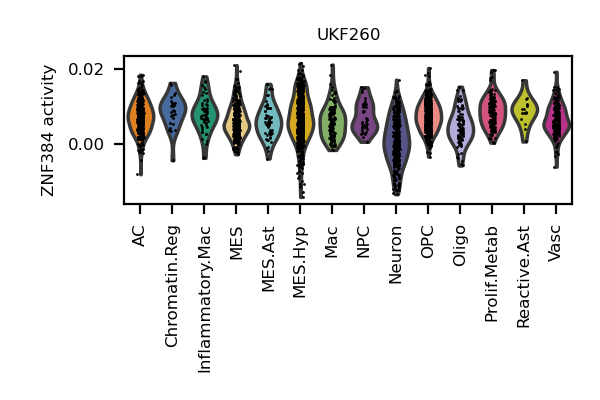 UKF260
ZNF384 activity
0.02
0.00
AC
Chromatin.Reg
Inflammatory.Mac
MES
MES.Ast
MES.Hyp
Mac
NPC
Neuron
OPC
Oligo
Prolif.Metab
Reactive.Ast
Vasc